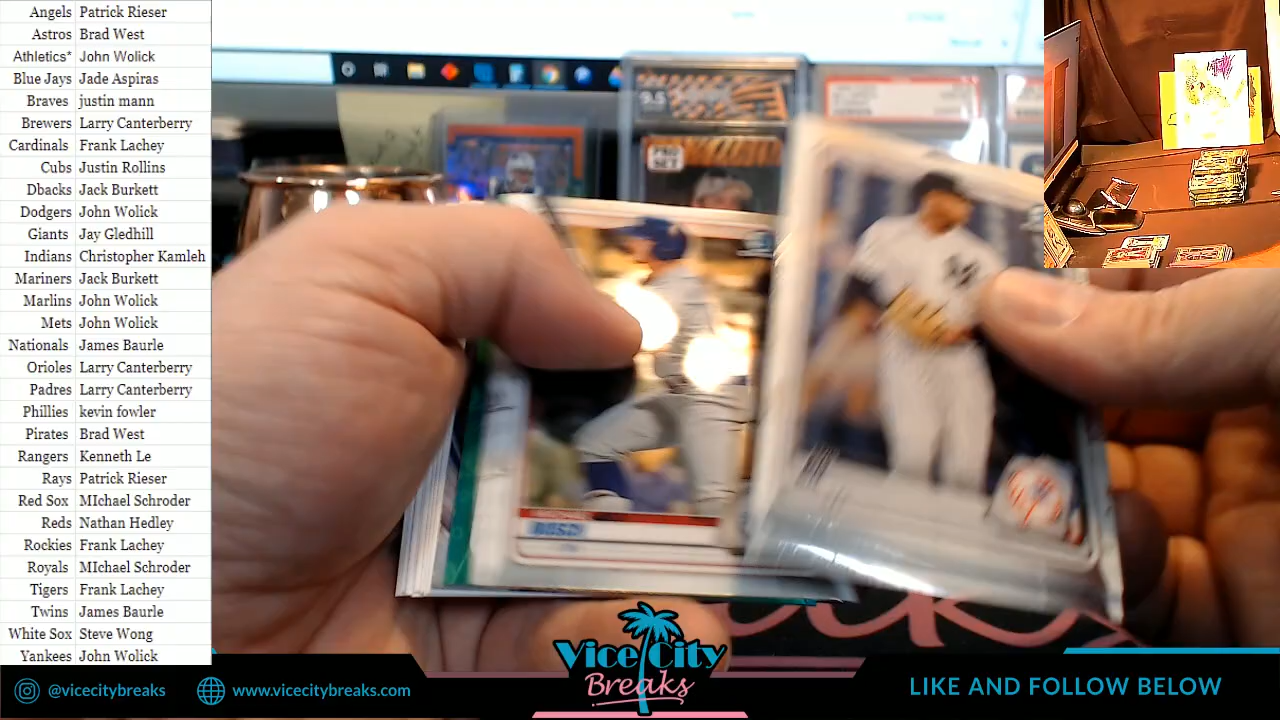 Angels Patrick Rieser
Astros Brad West
Athletics* John Wolick
Blue Jays Jade Aspiras
Braves justin mann
Brewers Larry Canterberry
Cardinals Frank Lachey
Cubs Justin Rollins
Dbacks Jack Burkett
Dodgers John Wolick
Giants Jay Gledhill
Indians Christopher Kamleh
Mariners Jack Burkett
Marlins John Wolick
Mets John Wolick
Nationals James Baurle
Orioles Larry Canterberry
Padres Larry Canterberry
Phillies kevin fowler
Pirates Brad West
Rangers Kenneth Le
Rays Patrick Rieser
Red Sox MIchael Schroder
Reds Nathan Hedley
Rockies Frank Lachey
Royals MIchael Schroder
Tigers Frank Lachey
Twins James Baurle
White Sox Steve Wong
Yankees John Wolick
9.5
PRO
SET
BUSCH
@vicecitybreaks
www.vicecitybreaks.com
Vice City
Breaks
LIKE AND FOLLOW BELOW